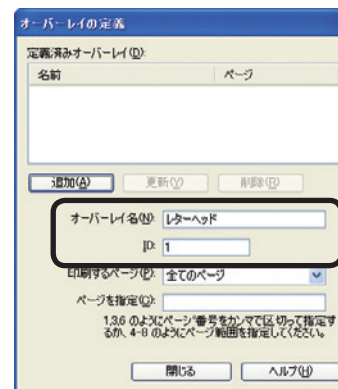 オーバーレイの定義
定義済みオーバーレイ(D):
名前 ページ
追加(A) 更新(Y) 削除(R)
オーバーレイ名(N): レターヘッド
ID: 1
印刷するページ(P): 全てのページ
ページを指定(G):
1,3,6 のようにページ番号をカンマで区切って指定す
るか、4-8 のようにページ範囲を指定してください。
閉じる ヘルプ(H)